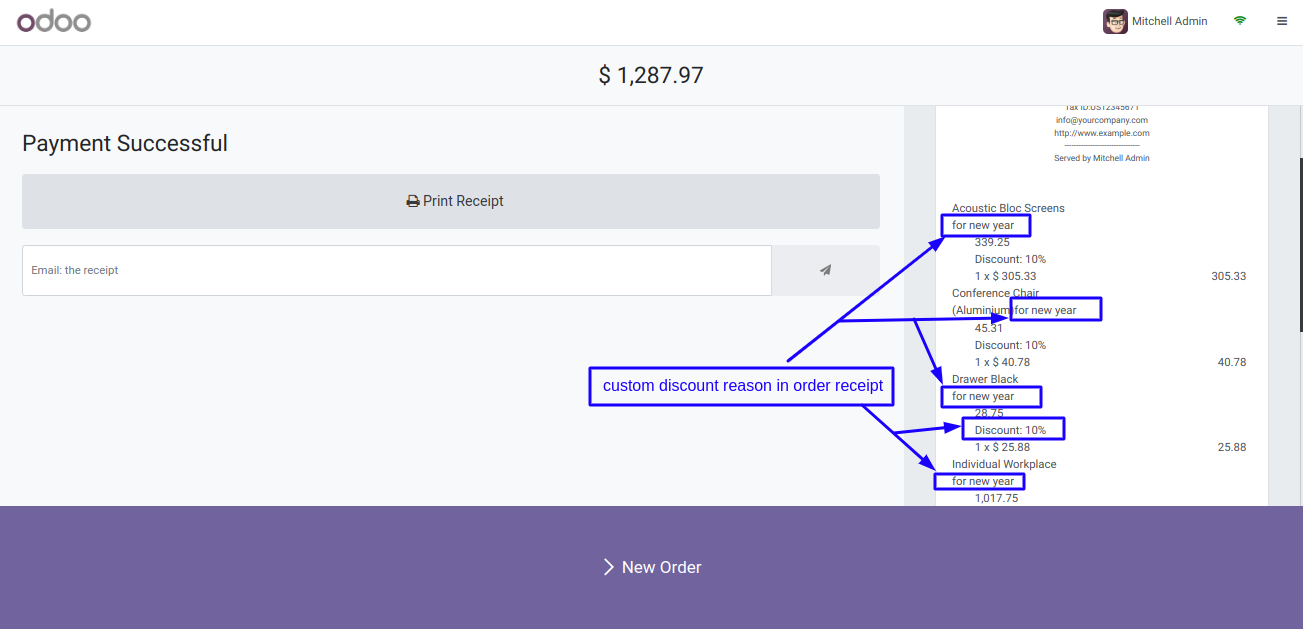 odoo
Mitchell Admin
$ 1,287.97
Payment Successful
Print Receipt
Email: the receipt
Tax ID:US12345671
info@yourcompany.com
http://www.example.com
--------------------------------
Served by Mitchell Admin
Acoustic Bloc Screens
for new year
339.25
Discount: 10%
1 x $ 305.33 305.33
Conference Chair
(Aluminium)for new year
45.31
Discount: 10%
1 x $ 40.78 40.78
custom discount reason in order receipt
Drawer Black
for new year
28.75
Discount: 10%
1 x $ 25.88 25.88
Individual Workplace
for new year
1,017.75
New Order